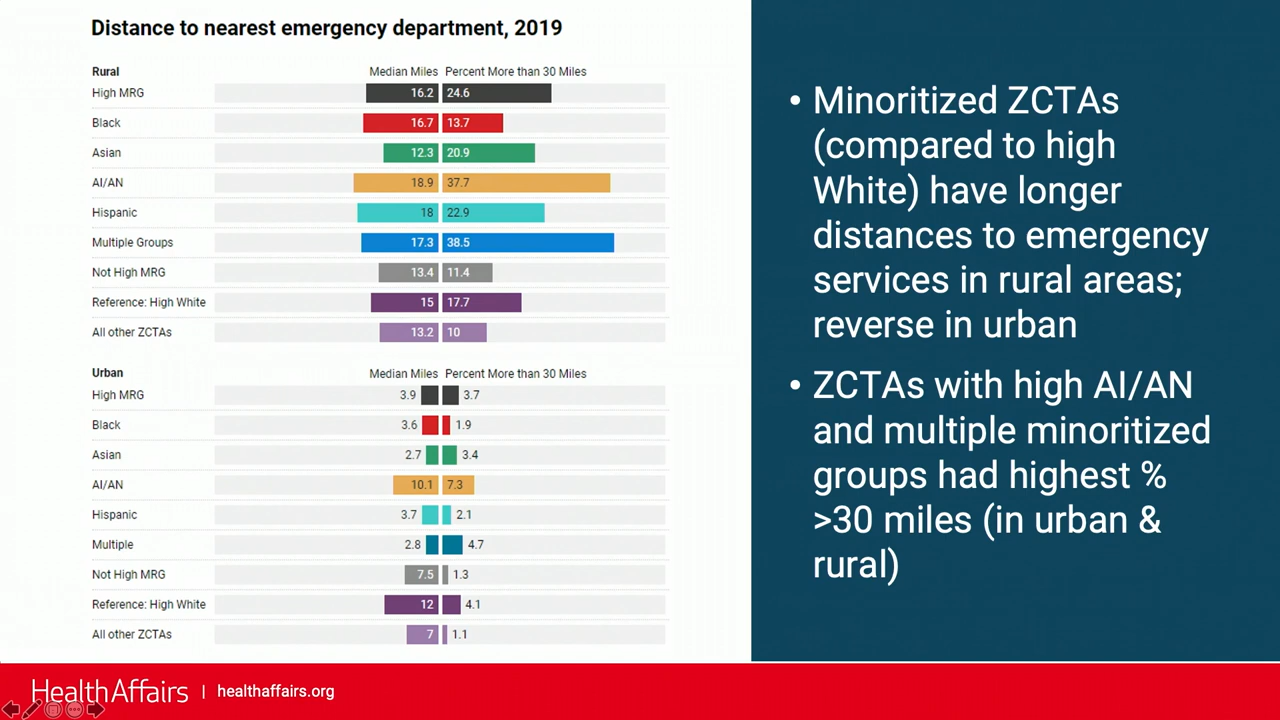 Distance to nearest emergency department, 2019
Rural Median Miles Percent More than 30 Miles
High MRG 16.2 24.6
Black 16.7 13.7
Asian 12.3 20.9
AI/AN 18.9 37.7
Hispanic 18 22.9
Multiple Groups 17.3 38.5
Not High MRG 13.4 11.4
Reference: High White 15 17.7
All other ZCTAs 13.2 10
Urban Median Miles Percent More than 30 Miles
High MRG 3.9 3.7
Black 3.6 1.9
Asian 2.7 3.4
AI/AN 10.1 7.3
Hispanic 3.7 2.1
Multiple 2.8 4.7
Not High MRG 7.5 1.3
Reference: High White 12 4.1
All other ZCTAs 7 1.1
• Minoritized ZCTAs
(compared to high
White) have longer
distances to emergency
services in rural areas;
reverse in urban
• ZCTAs with high AI/AN
and multiple minoritized
groups had highest %
>30 miles (in urban &
rural)
HealthAffairs | healthaffairs.org